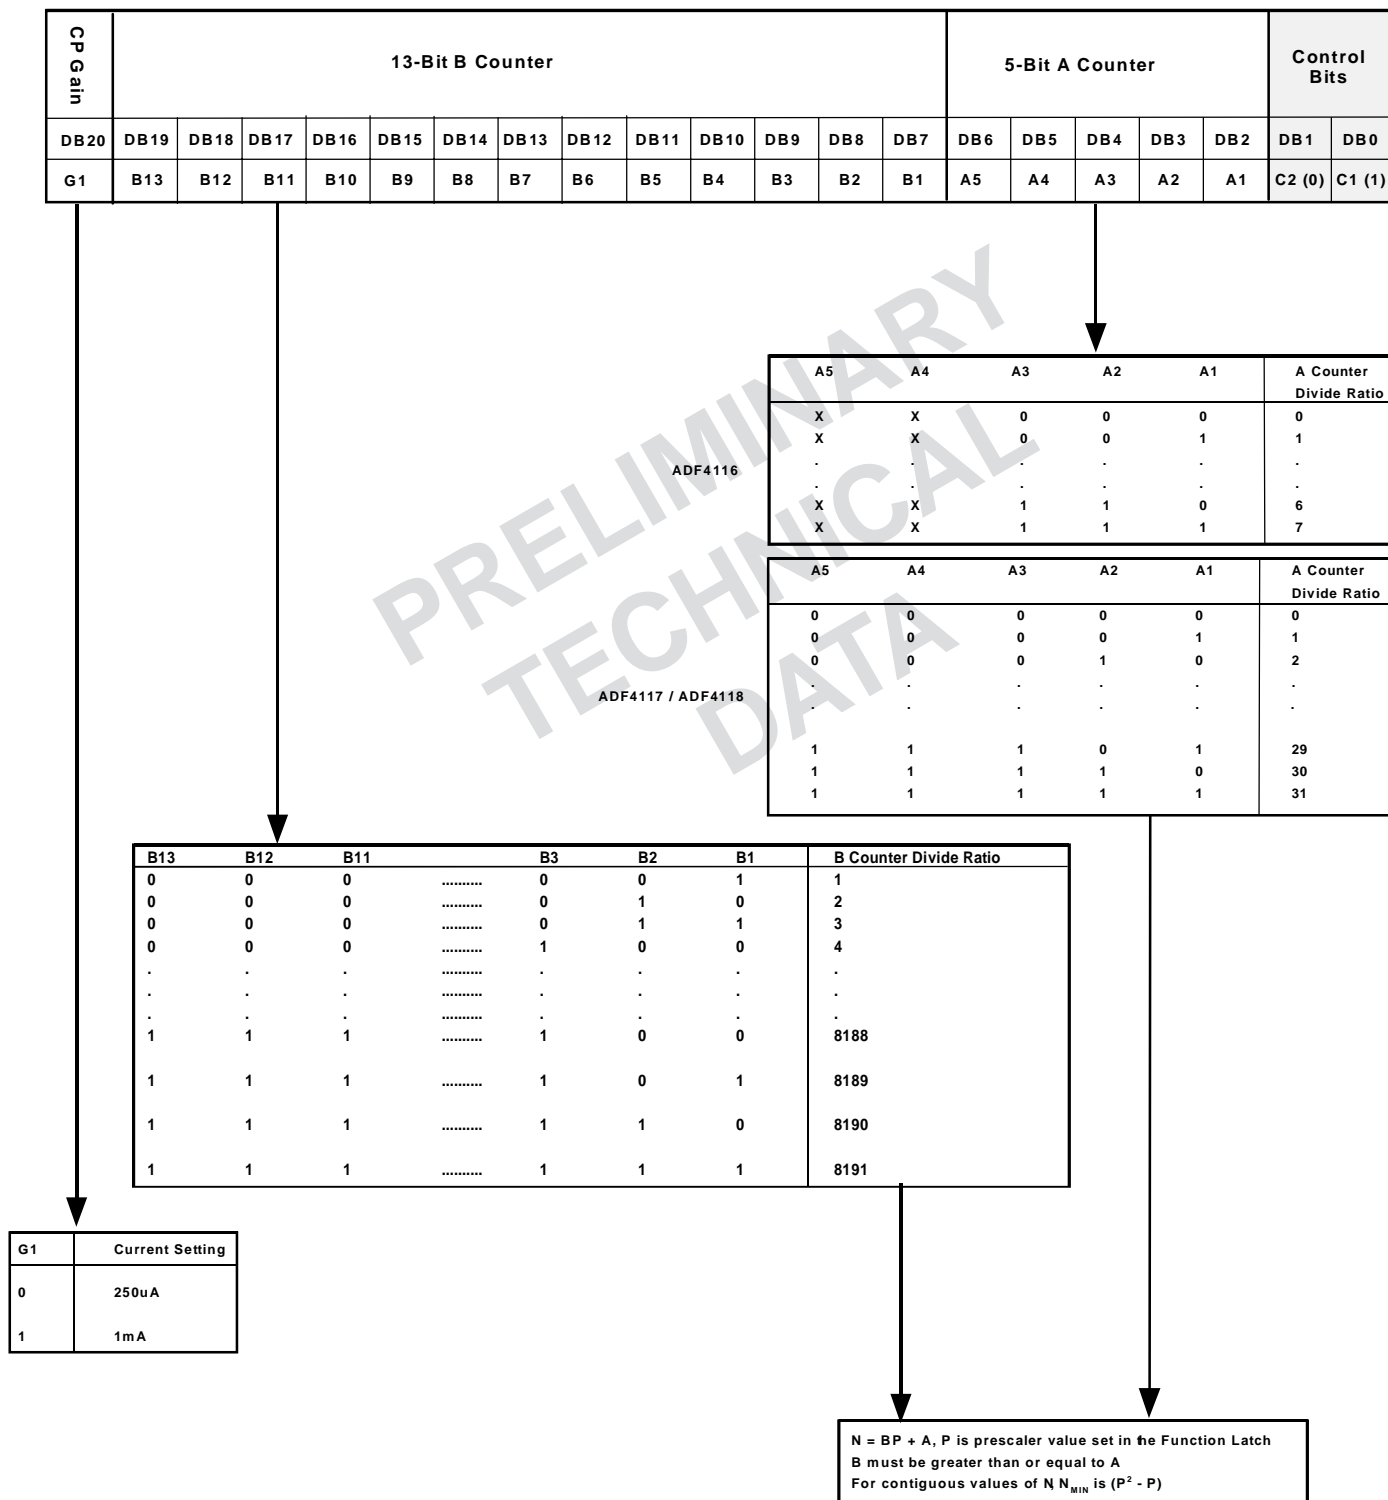 CP Gain
13-Bit B Counter
5-Bit A Counter
Control Bits
DB20 DB19 DB18 DB17 DB16 DB15 DB14 DB13 DB12 DB11 DB10 DB9 DB8 DB7 DB6 DB5 DB4 DB3 DB2 DB1 DB0
G1 B13 B12 B11 B10 B9 B8 B7 B6 B5 B4 B3 B2 B1 A5 A4 A3 A2 A1 C2 (0) C1 (1)
PRELIMINARY
TECHNICAL
DATA
ADF4116
A5 A4 A3 A2 A1 A Counter
Divide Ratio
X X 0 0 0 0
X X 0 0 1 1
. . . . . .
. . . . . .
X X 1 1 0 6
X X 1 1 1 7
ADF4117 / ADF4118
A5 A4 A3 A2 A1 A Counter
Divide Ratio
0 0 0 0 0 0
0 0 0 0 1 1
0 0 0 1 0 2
. . . . . .
. . . . . .
1 1 1 0 1 29
1 1 1 1 0 30
1 1 1 1 1 31
B13 B12 B11 B3 B2 B1 B Counter Divide Ratio
0 0 0 .......... 0 0 1 1
0 0 0 .......... 0 1 0 2
0 0 0 .......... 0 1 1 3
0 0 0 .......... 1 0 0 4
. . . .......... . . . .
. . . .......... . . . .
. . . .......... . . . .
1 1 1 .......... 1 0 0 8188
1 1 1 .......... 1 0 1 8189
1 1 1 .......... 1 1 0 8190
1 1 1 .......... 1 1 1 8191
G1 Current Setting
0 250uA
1 1mA
N = BP + A, P is prescaler value set in the Function Latch
B must be greater than or equal to A
For contiguous values of N, N_MIN is (P² - P)